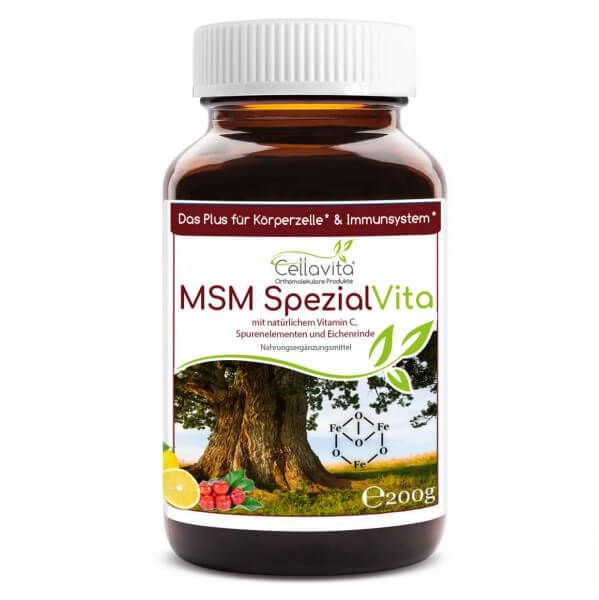 Das Plus für Körperzelle* & Immunsystem*
Cellavita®
Orthomolekulare Produkte
MSM SpezialVita
mit natürlichem Vitamin C,
Spurenelementen und Eichenrinde
Nahrungsergänzungsmittel
O
Fe Fe
O
O O
Fe
℮200g